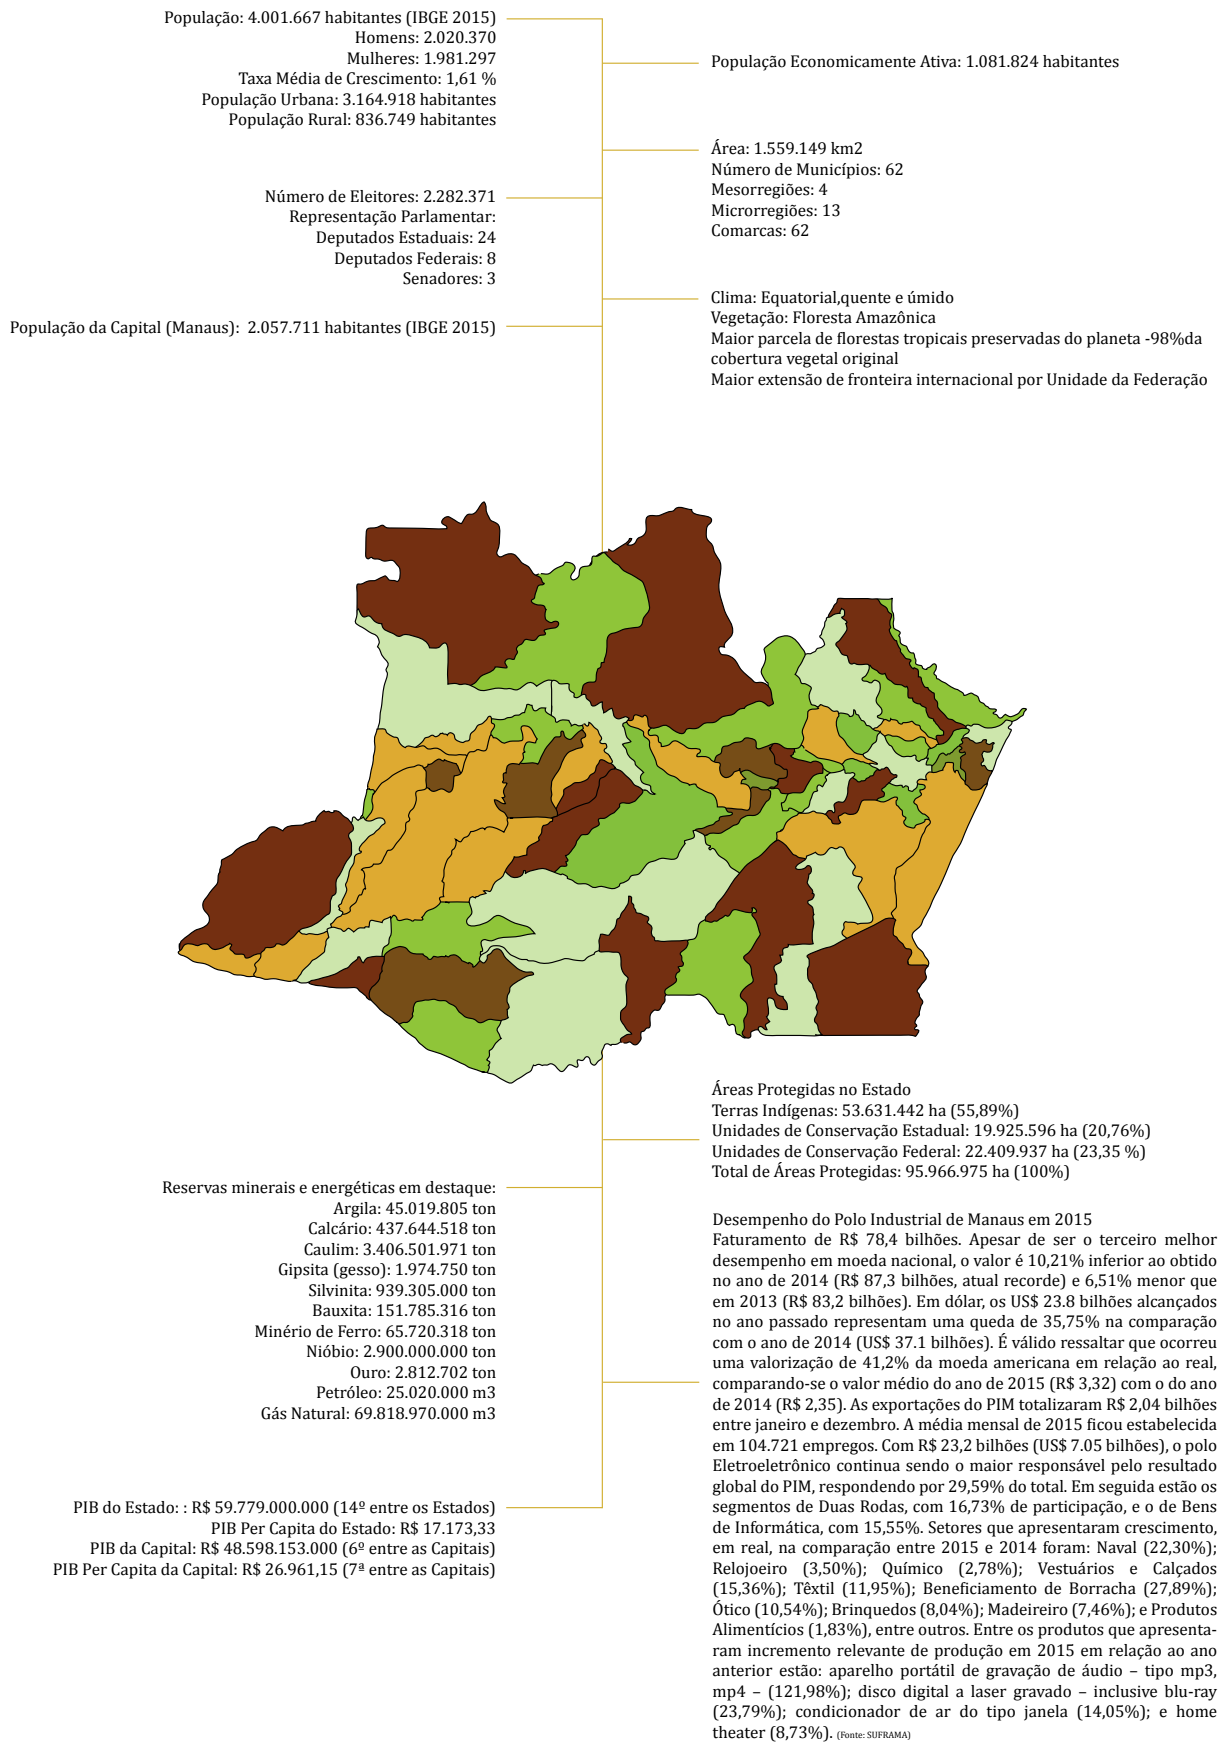 População: 4.001.667 habitantes (IBGE 2015)
Homens: 2.020.370
Mulheres: 1.981.297
Taxa Média de Crescimento: 1,61 %
População Urbana: 3.164.918 habitantes
População Rural: 836.749 habitantes
População Economicamente Ativa: 1.081.824 habitantes
Área: 1.559.149 km2
Número de Municípios: 62
Mesorregiões: 4
Microrregiões: 13
Comarcas: 62
Número de Eleitores: 2.282.371
Representação Parlamentar:
Deputados Estaduais: 24
Deputados Federais: 8
Senadores: 3
Clima: Equatorial,quente e úmido
Vegetação: Floresta Amazônica
Maior parcela de florestas tropicais preservadas do planeta -98%da
cobertura vegetal original
Maior extensão de fronteira internacional por Unidade da Federação
População da Capital (Manaus): 2.057.711 habitantes (IBGE 2015)
Áreas Protegidas no Estado
Terras Indígenas: 53.631.442 ha (55,89%)
Unidades de Conservação Estadual: 19.925.596 ha (20,76%)
Unidades de Conservação Federal: 22.409.937 ha (23,35 %)
Total de Áreas Protegidas: 95.966.975 ha (100%)
Reservas minerais e energéticas em destaque:
Argila: 45.019.805 ton
Calcário: 437.644.518 ton
Caulim: 3.406.501.971 ton
Gipsita (gesso): 1.974.750 ton
Silvinita: 939.305.000 ton
Bauxita: 151.785.316 ton
Minério de Ferro: 65.720.318 ton
Nióbio: 2.900.000.000 ton
Ouro: 2.812.702 ton
Petróleo: 25.020.000 m3
Gás Natural: 69.818.970.000 m3
PIB do Estado: : R$ 59.779.000.000 (14º entre os Estados)
PIB Per Capita do Estado: R$ 17.173,33
PIB da Capital: R$ 48.598.153.000 (6º entre as Capitais)
PIB Per Capita da Capital: R$ 26.961,15 (7ª entre as Capitais)
Desempenho do Polo Industrial de Manaus em 2015
Faturamento de R$ 78,4 bilhões. Apesar de ser o terceiro melhor
desempenho em moeda nacional, o valor é 10,21% inferior ao obtido
no ano de 2014 (R$ 87,3 bilhões, atual recorde) e 6,51% menor que
em 2013 (R$ 83,2 bilhões). Em dólar, os US$ 23.8 bilhões alcançados
no ano passado representam uma queda de 35,75% na comparação
com o ano de 2014 (US$ 37.1 bilhões). É válido ressaltar que ocorreu
uma valorização de 41,2% da moeda americana em relação ao real,
comparando-se o valor médio do ano de 2015 (R$ 3,32) com o do ano
de 2014 (R$ 2,35). As exportações do PIM totalizaram R$ 2,04 bilhões
entre janeiro e dezembro. A média mensal de 2015 ficou estabelecida
em 104.721 empregos. Com R$ 23,2 bilhões (US$ 7.05 bilhões), o polo
Eletroeletrônico continua sendo o maior responsável pelo resultado
global do PIM, respondendo por 29,59% do total. Em seguida estão os
segmentos de Duas Rodas, com 16,73% de participação, e o de Bens
de Informática, com 15,55%. Setores que apresentaram crescimento,
em real, na comparação entre 2015 e 2014 foram: Naval (22,30%);
Relojoeiro (3,50%); Químico (2,78%); Vestuários e Calçados
(15,36%); Têxtil (11,95%); Beneficiamento de Borracha (27,89%);
Ótico (10,54%); Brinquedos (8,04%); Madeireiro (7,46%); e Produtos
Alimentícios (1,83%), entre outros. Entre os produtos que apresenta-
ram incremento relevante de produção em 2015 em relação ao ano
anterior estão: aparelho portátil de gravação de áudio – tipo mp3,
mp4 – (121,98%); disco digital a laser gravado – inclusive blu-ray
(23,79%); condicionador de ar do tipo janela (14,05%); e home
theater (8,73%). (Fonte: SUFRAMA)